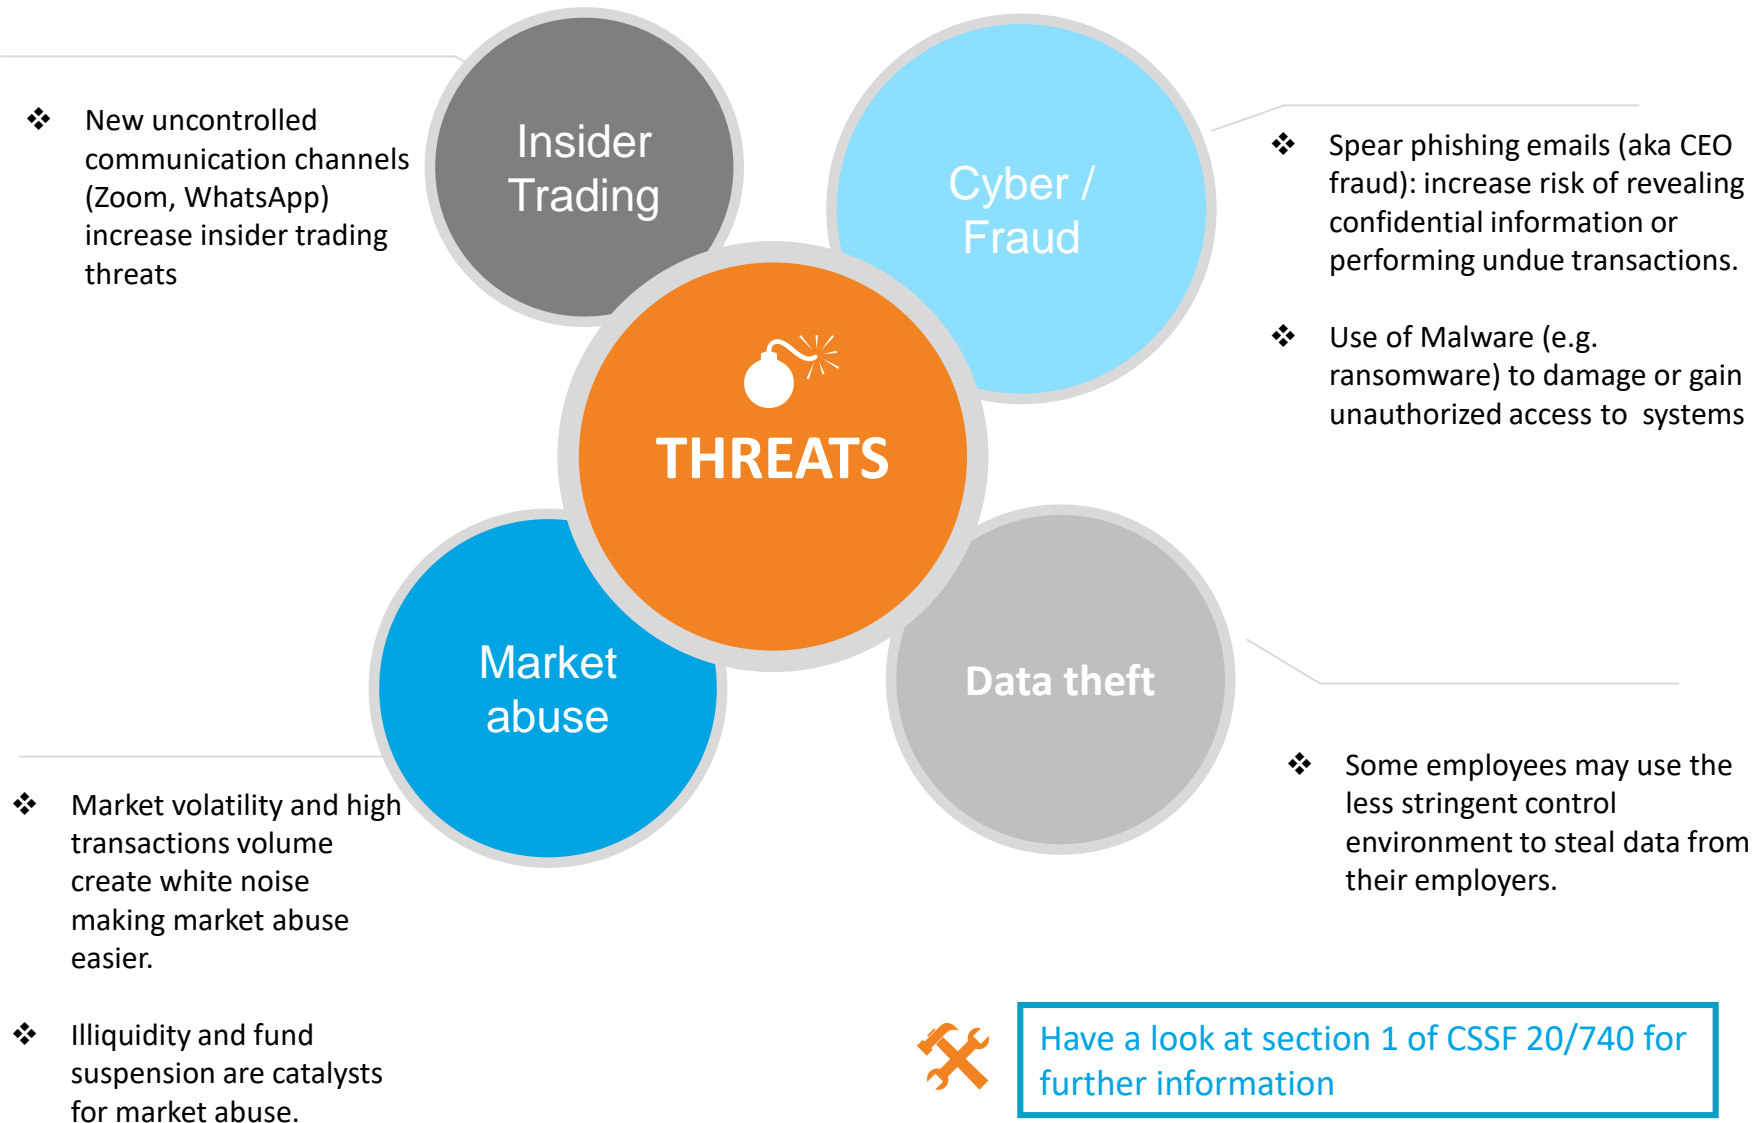 Insider
Trading
❖ New uncontrolled
communication channels
(Zoom, WhatsApp)
increase insider trading
threats
Cyber /
Fraud
❖ Spear phishing emails (aka CEO
fraud): increase risk of revealing
confidential information or
performing undue transactions.
❖ Use of Malware (e.g.
ransomware) to damage or gain
unauthorized access to  systems
THREATS
Market
abuse
❖ Market volatility and high
transactions volume
create white noise
making market abuse
easier.
❖ Illiquidity and fund
suspension are catalysts
for market abuse.
Data theft
❖ Some employees may use the
less stringent control
environment to steal data from
their employers.
Have a look at section 1 of CSSF 20/740 for
further information